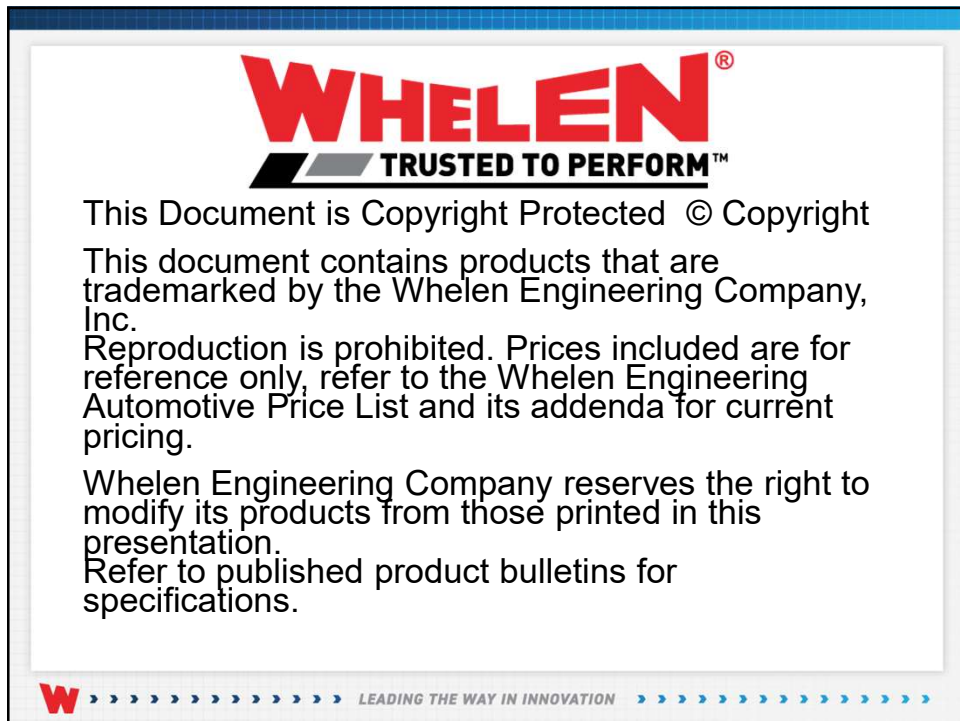 WHELEN®
TRUSTED TO PERFORM™
This Document is Copyright Protected © Copyright
This document contains products that are
trademarked by the Whelen Engineering Company,
Inc.
Reproduction is prohibited. Prices included are for
reference only, refer to the Whelen Engineering
Automotive Price List and its addenda for current
pricing.
Whelen Engineering Company reserves the right to
modify its products from those printed in this
presentation.
Refer to published product bulletins for
specifications.
W LEADING THE WAY IN INNOVATION